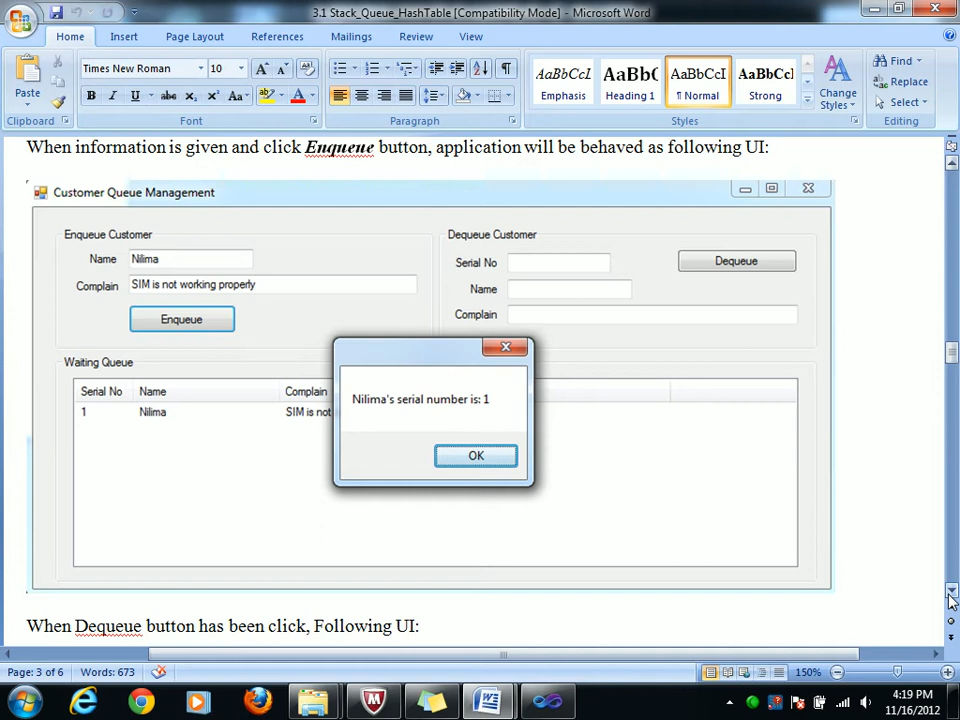 3.1 Stack_Queue_HashTable [Compatibility Mode] - Microsoft Word
Home Insert Page Layout References Mailings Review View
Paste
Clipboard
Times New Roman 10
B I U abc X₂ X² Aa
Font
Paragraph
AaBbCcI AaBbC AaBbCcI AaBbCc
Emphasis Heading 1 ¶ Normal Strong
Change Styles
Styles
Find
Replace
Select
Editing
When information is given and click Enqueue button, application will be behaved as following UI:
Customer Queue Management
Enqueue Customer
Name Nilima
Complain SIM is not working properly
Enqueue
Dequeue Customer
Serial No
Dequeue
Name
Complain
Waiting Queue
Serial No Name Complain
1 Nilima SIM is not
Nilima's serial number is: 1
OK
When Dequeue button has been click, Following UI:
Page: 3 of 6 Words: 673 150%
4:19 PM
11/16/2012